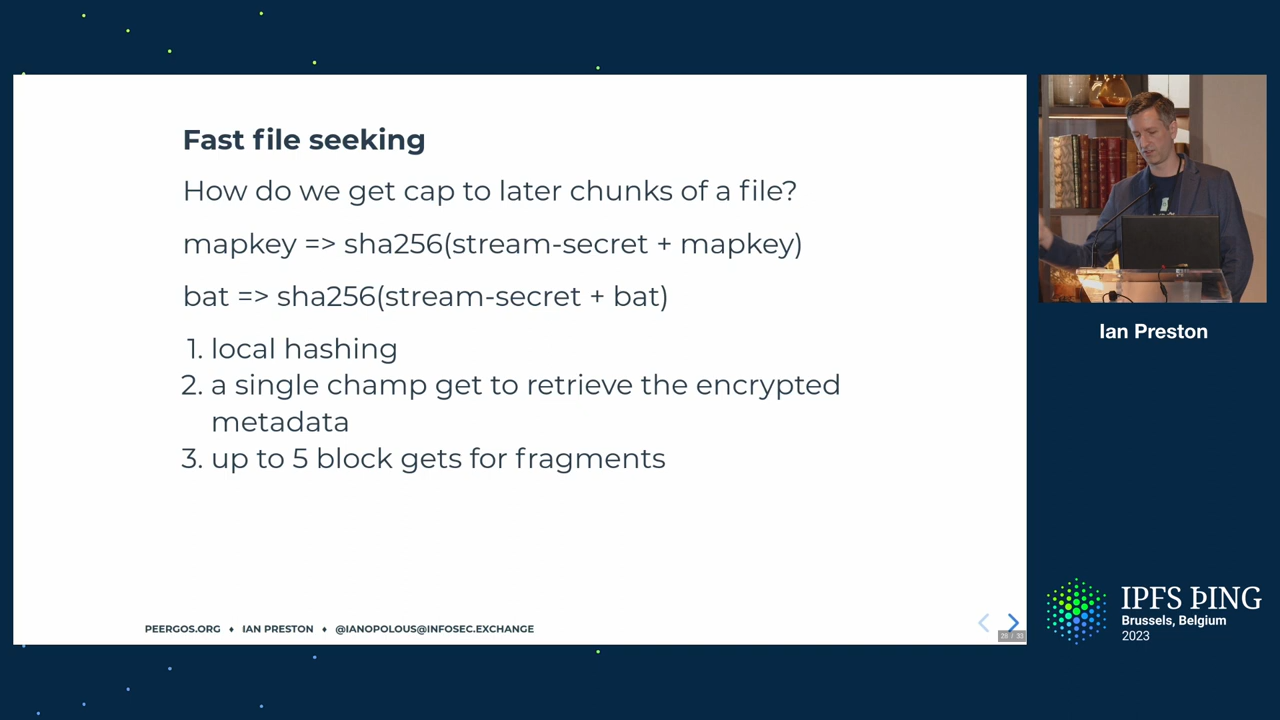 Fast file seeking
How do we get cap to later chunks of a file?
mapkey => sha256(stream-secret + mapkey)
bat => sha256(stream-secret + bat)
1. local hashing
2. a single champ get to retrieve the encrypted
metadata
3. up to 5 block gets for fragments
PEERGOS.ORG ♦ IAN PRESTON ♦ @IANOPOLOUS@INFOSEC.EXCHANGE
29 / 33
Ian Preston
IPFS ÞING
Brussels, Belgium
2023